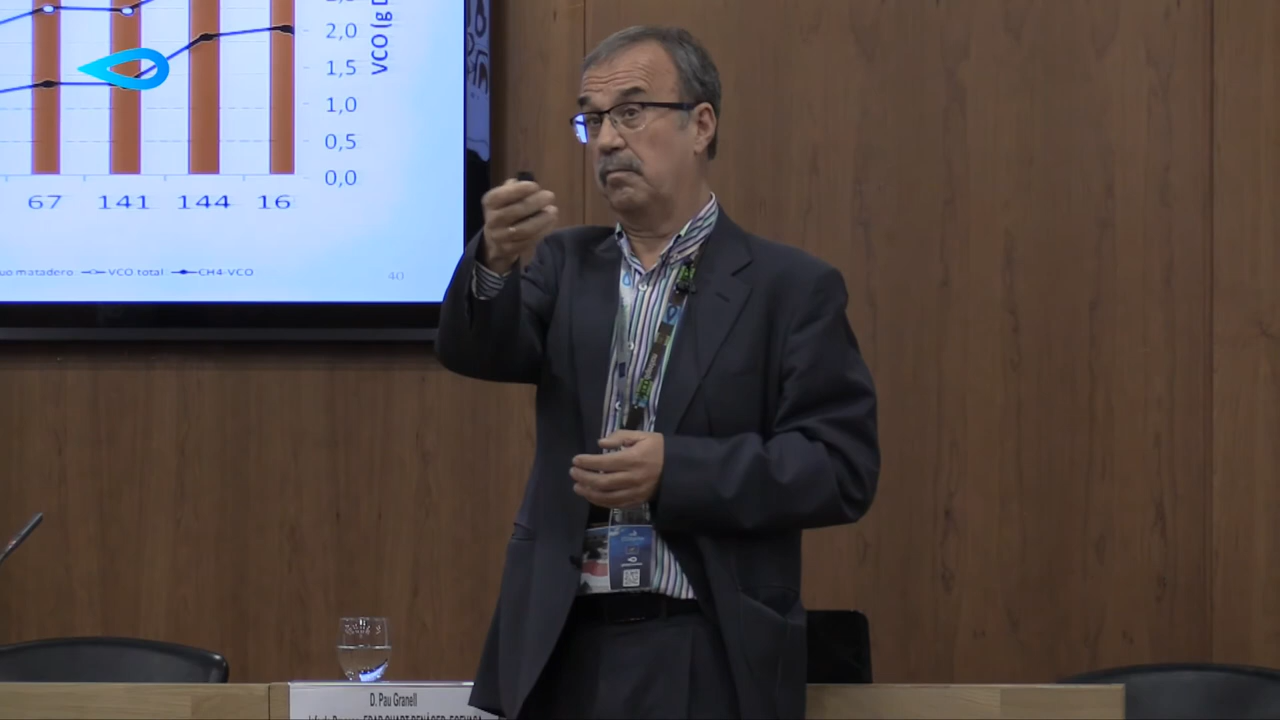 2,0
1,5
1,0
0,5
0,0
VCO (g
67 141 144 16
uo matadero VCO total CH4-VCO
40
D. Pau Granell